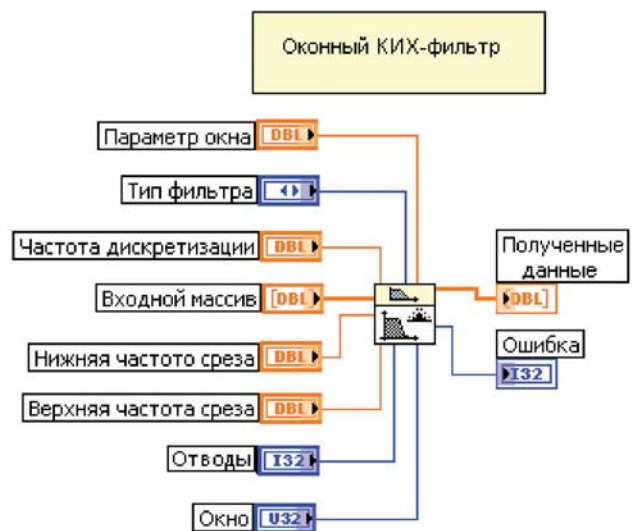 Оконный КИХ-фильтр
Параметр окна DBL
Тип фильтра
Частота дискретизации DBL
Входной массив [DBL]
Нижняя частото среза DBL
Верхняя частота среза DBL
Отводы I32
Окно U32
Полученные
данные
[DBL]
Ошибка
I32